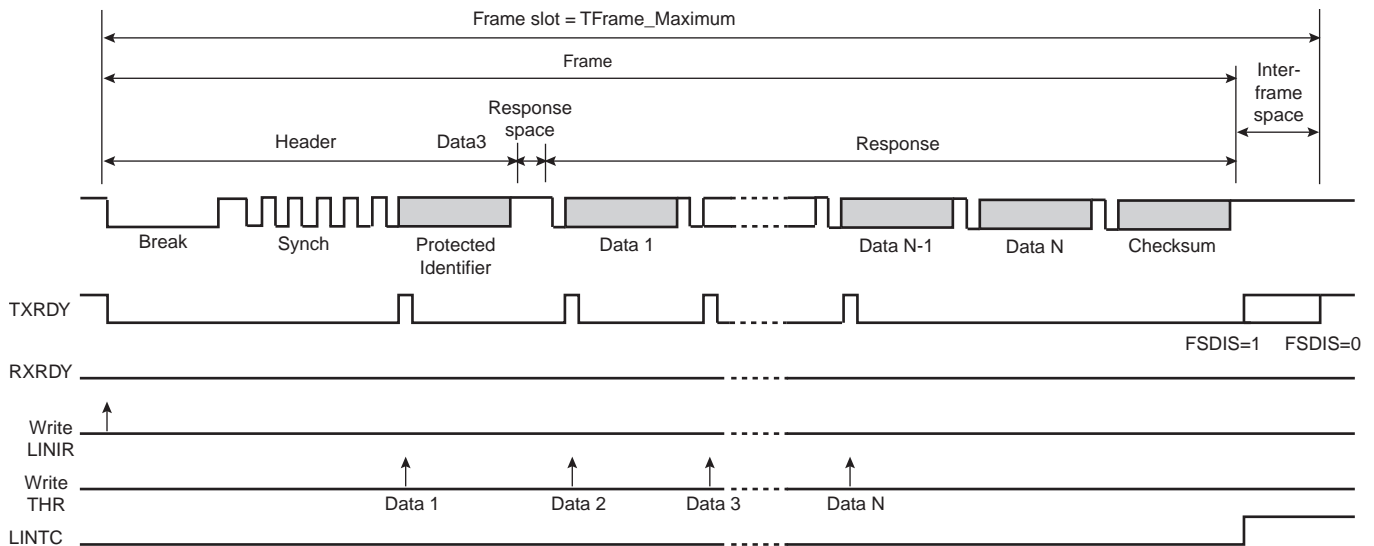 Frame slot = TFrame_Maximum
Frame
Inter-
frame
space
Response
space
Header
Data3
Response
Break
Synch
Protected
Identifier
Data 1
Data N-1
Data N
Checksum
TXRDY
FSDIS=1
FSDIS=0
RXRDY
Write
LINIR
Write
THR
Data 1
Data 2
Data 3
Data N
LINTC